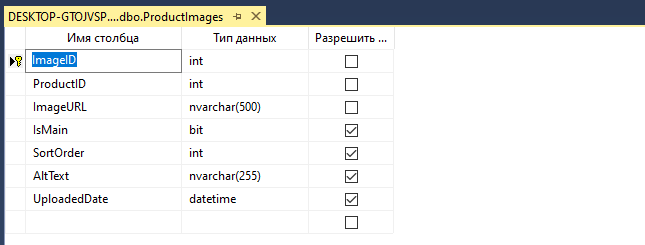 DESKTOP-GTOJVSP....dbo.ProductImages
Имя столбца Тип данных Разрешить ...
ImageID int
ProductID int
ImageURL nvarchar(500)
IsMain bit
SortOrder int
AltText nvarchar(255)
UploadedDate datetime